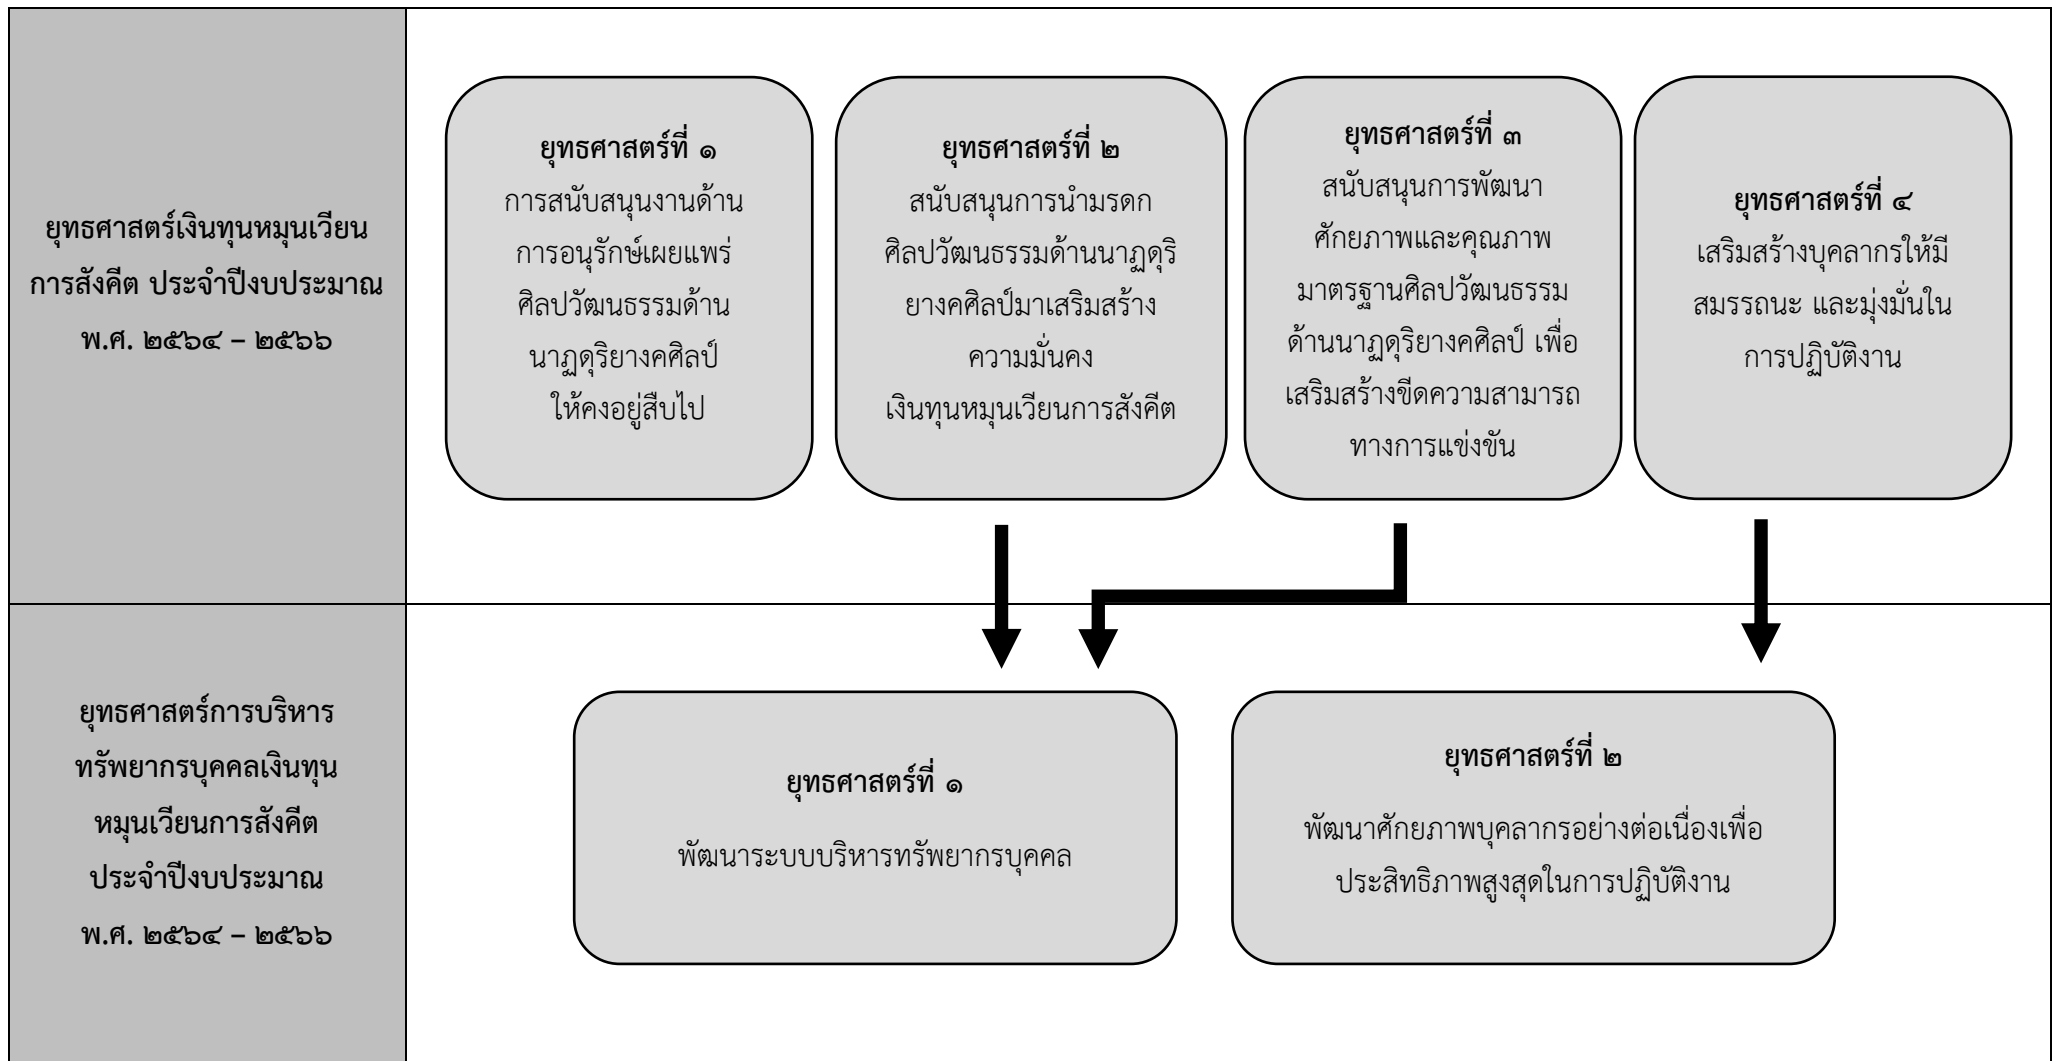 ยุทธศาสตร์เงินทุนหมุนเวียน
การสังคีต ประจำปีงบประมาณ
พ.ศ. ๒๕๖๔ – ๒๕๖๖
ยุทธศาสตร์ที่ ๑
การสนับสนุนงานด้าน
การอนุรักษ์เผยแพร่
ศิลปวัฒนธรรมด้าน
นาฏดุริยางคศิลป์
ให้คงอยู่สืบไป
ยุทธศาสตร์ที่ ๒
สนับสนุนการนำมรดก
ศิลปวัฒนธรรมด้านนาฏดุริ
ยางคศิลป์มาเสริมสร้าง
ความมั่นคง
เงินทุนหมุนเวียนการสังคีต
ยุทธศาสตร์ที่ ๓
สนับสนุนการพัฒนา
ศักยภาพและคุณภาพ
มาตรฐานศิลปวัฒนธรรม
ด้านนาฏดุริยางคศิลป์ เพื่อ
เสริมสร้างขีดความสามารถ
ทางการแข่งขัน
ยุทธศาสตร์ที่ ๔
เสริมสร้างบุคลากรให้มี
สมรรถนะ และมุ่งมั่นใน
การปฏิบัติงาน
ยุทธศาสตร์การบริหาร
ทรัพยากรบุคคลเงินทุน
หมุนเวียนการสังคีต
ประจำปีงบประมาณ
พ.ศ. ๒๕๖๔ – ๒๕๖๖
ยุทธศาสตร์ที่ ๑
พัฒนาระบบบริหารทรัพยากรบุคคล
ยุทธศาสตร์ที่ ๒
พัฒนาศักยภาพบุคลากรอย่างต่อเนื่องเพื่อ
ประสิทธิภาพสูงสุดในการปฏิบัติงาน